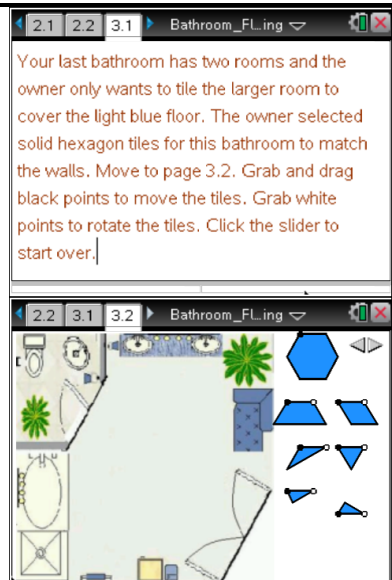 2.1 2.2 3.1 Bathroom_Fl...ing
Your last bathroom has two rooms and the
owner only wants to tile the larger room to
cover the light blue floor. The owner selected
solid hexagon tiles for this bathroom to match
the walls. Move to page 3.2. Grab and drag
black points to move the tiles. Grab white
points to rotate the tiles. Click the slider to
start over.
2.2 3.1 3.2 Bathroom_Fl...ing